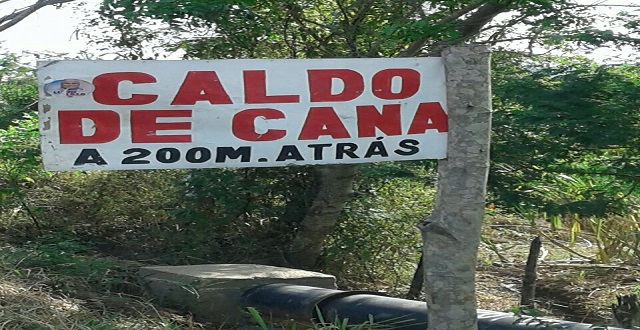 CALDO
DE CANA
A 200M. ATRÁS